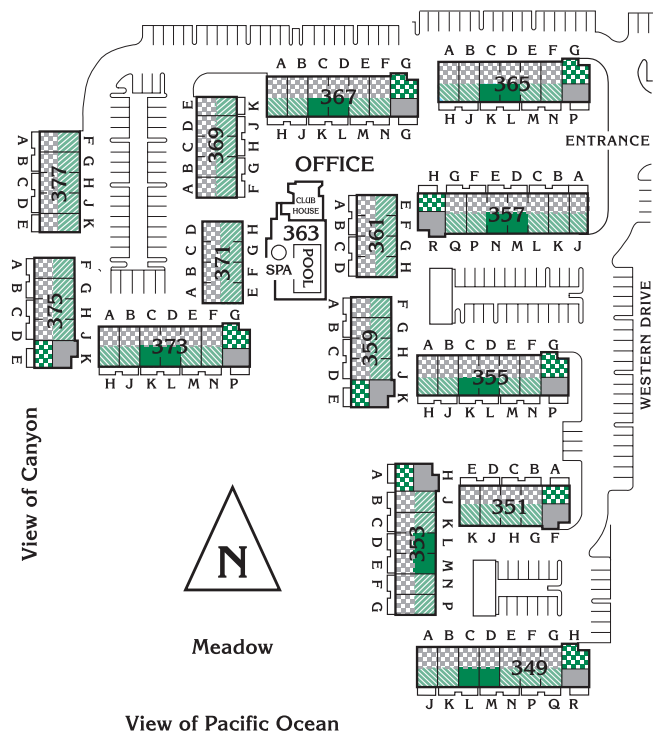 A B C D E F G
367
H J K L M N G
A B C D E F G
365
H J K L M N P
ENTRANCE
E D C B A
369
K J H G F
A B C D E
377
F G H J K
OFFICE
CLUB
HOUSE
363
SPA
POOL
A B C D
361
E F G H
H G F E D C B A
357
R Q P N M L K J
D C B A
371
H G F E
A B C D E
375
F G H J K
A B C D E F G
373
H J K L M N P
A B C D E
359
F G H J K
A B C D E F G
355
H J K L M N P
WESTERN DRIVE
View of Canyon
N
A B C D E F G
353
H J K L M N P
E D C B A
351
K J H G F
A B C D E F G H
349
J K L M N P Q R
Meadow
View of Pacific Ocean